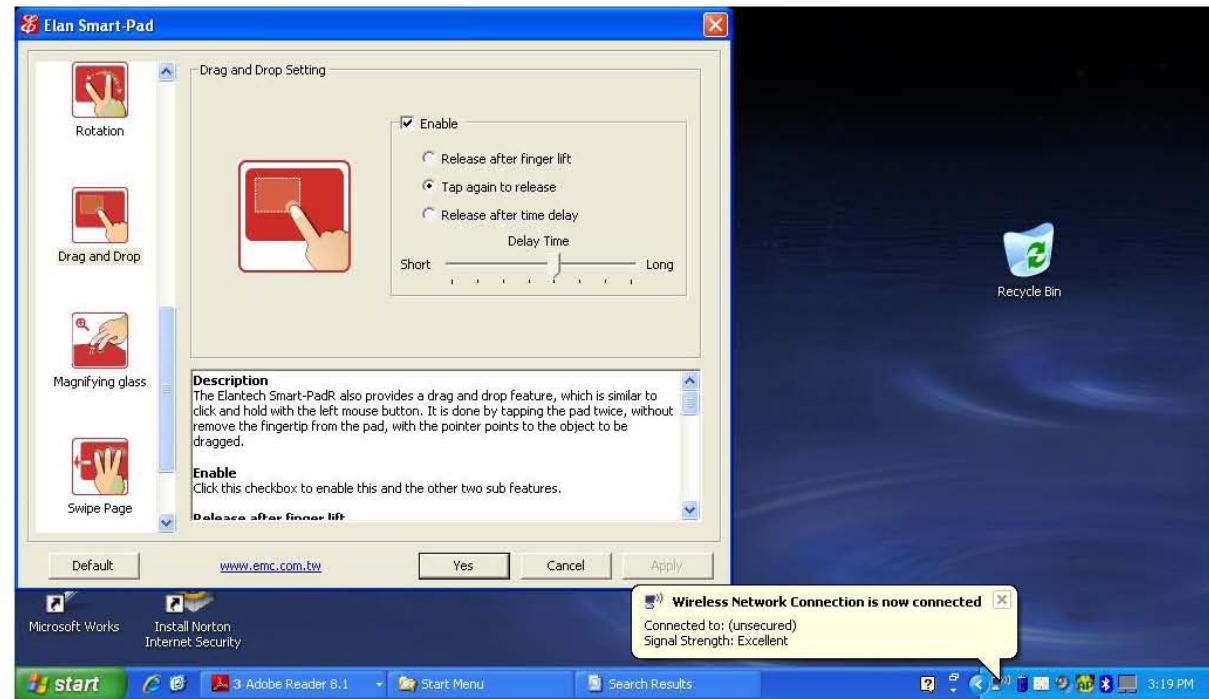 Elan Smart-Pad
Rotation
Drag and Drop
Magnifying glass
Swipe Page
Drag and Drop Setting
Enable
Release after finger lift
Tap again to release
Release after time delay
Delay Time
Short
Long
Description
The Elantech Smart-PadR also provides a drag and drop feature, which is similar to
click and hold with the left mouse button. It is done by tapping the pad twice, without
remove the fingertip from the pad, with the pointer points to the object to be
dragged.
Enable
Click this checkbox to enable this and the other two sub features.
Release after finger lift
Default
www.emc.com.tw
Yes
Cancel
Apply
Recycle Bin
Microsoft Works
Install Norton
Internet Security
Wireless Network Connection is now connected
Connected to: (unsecured)
Signal Strength: Excellent
start
3 Adobe Reader 8.1
Start Menu
Search Results
3:19 PM